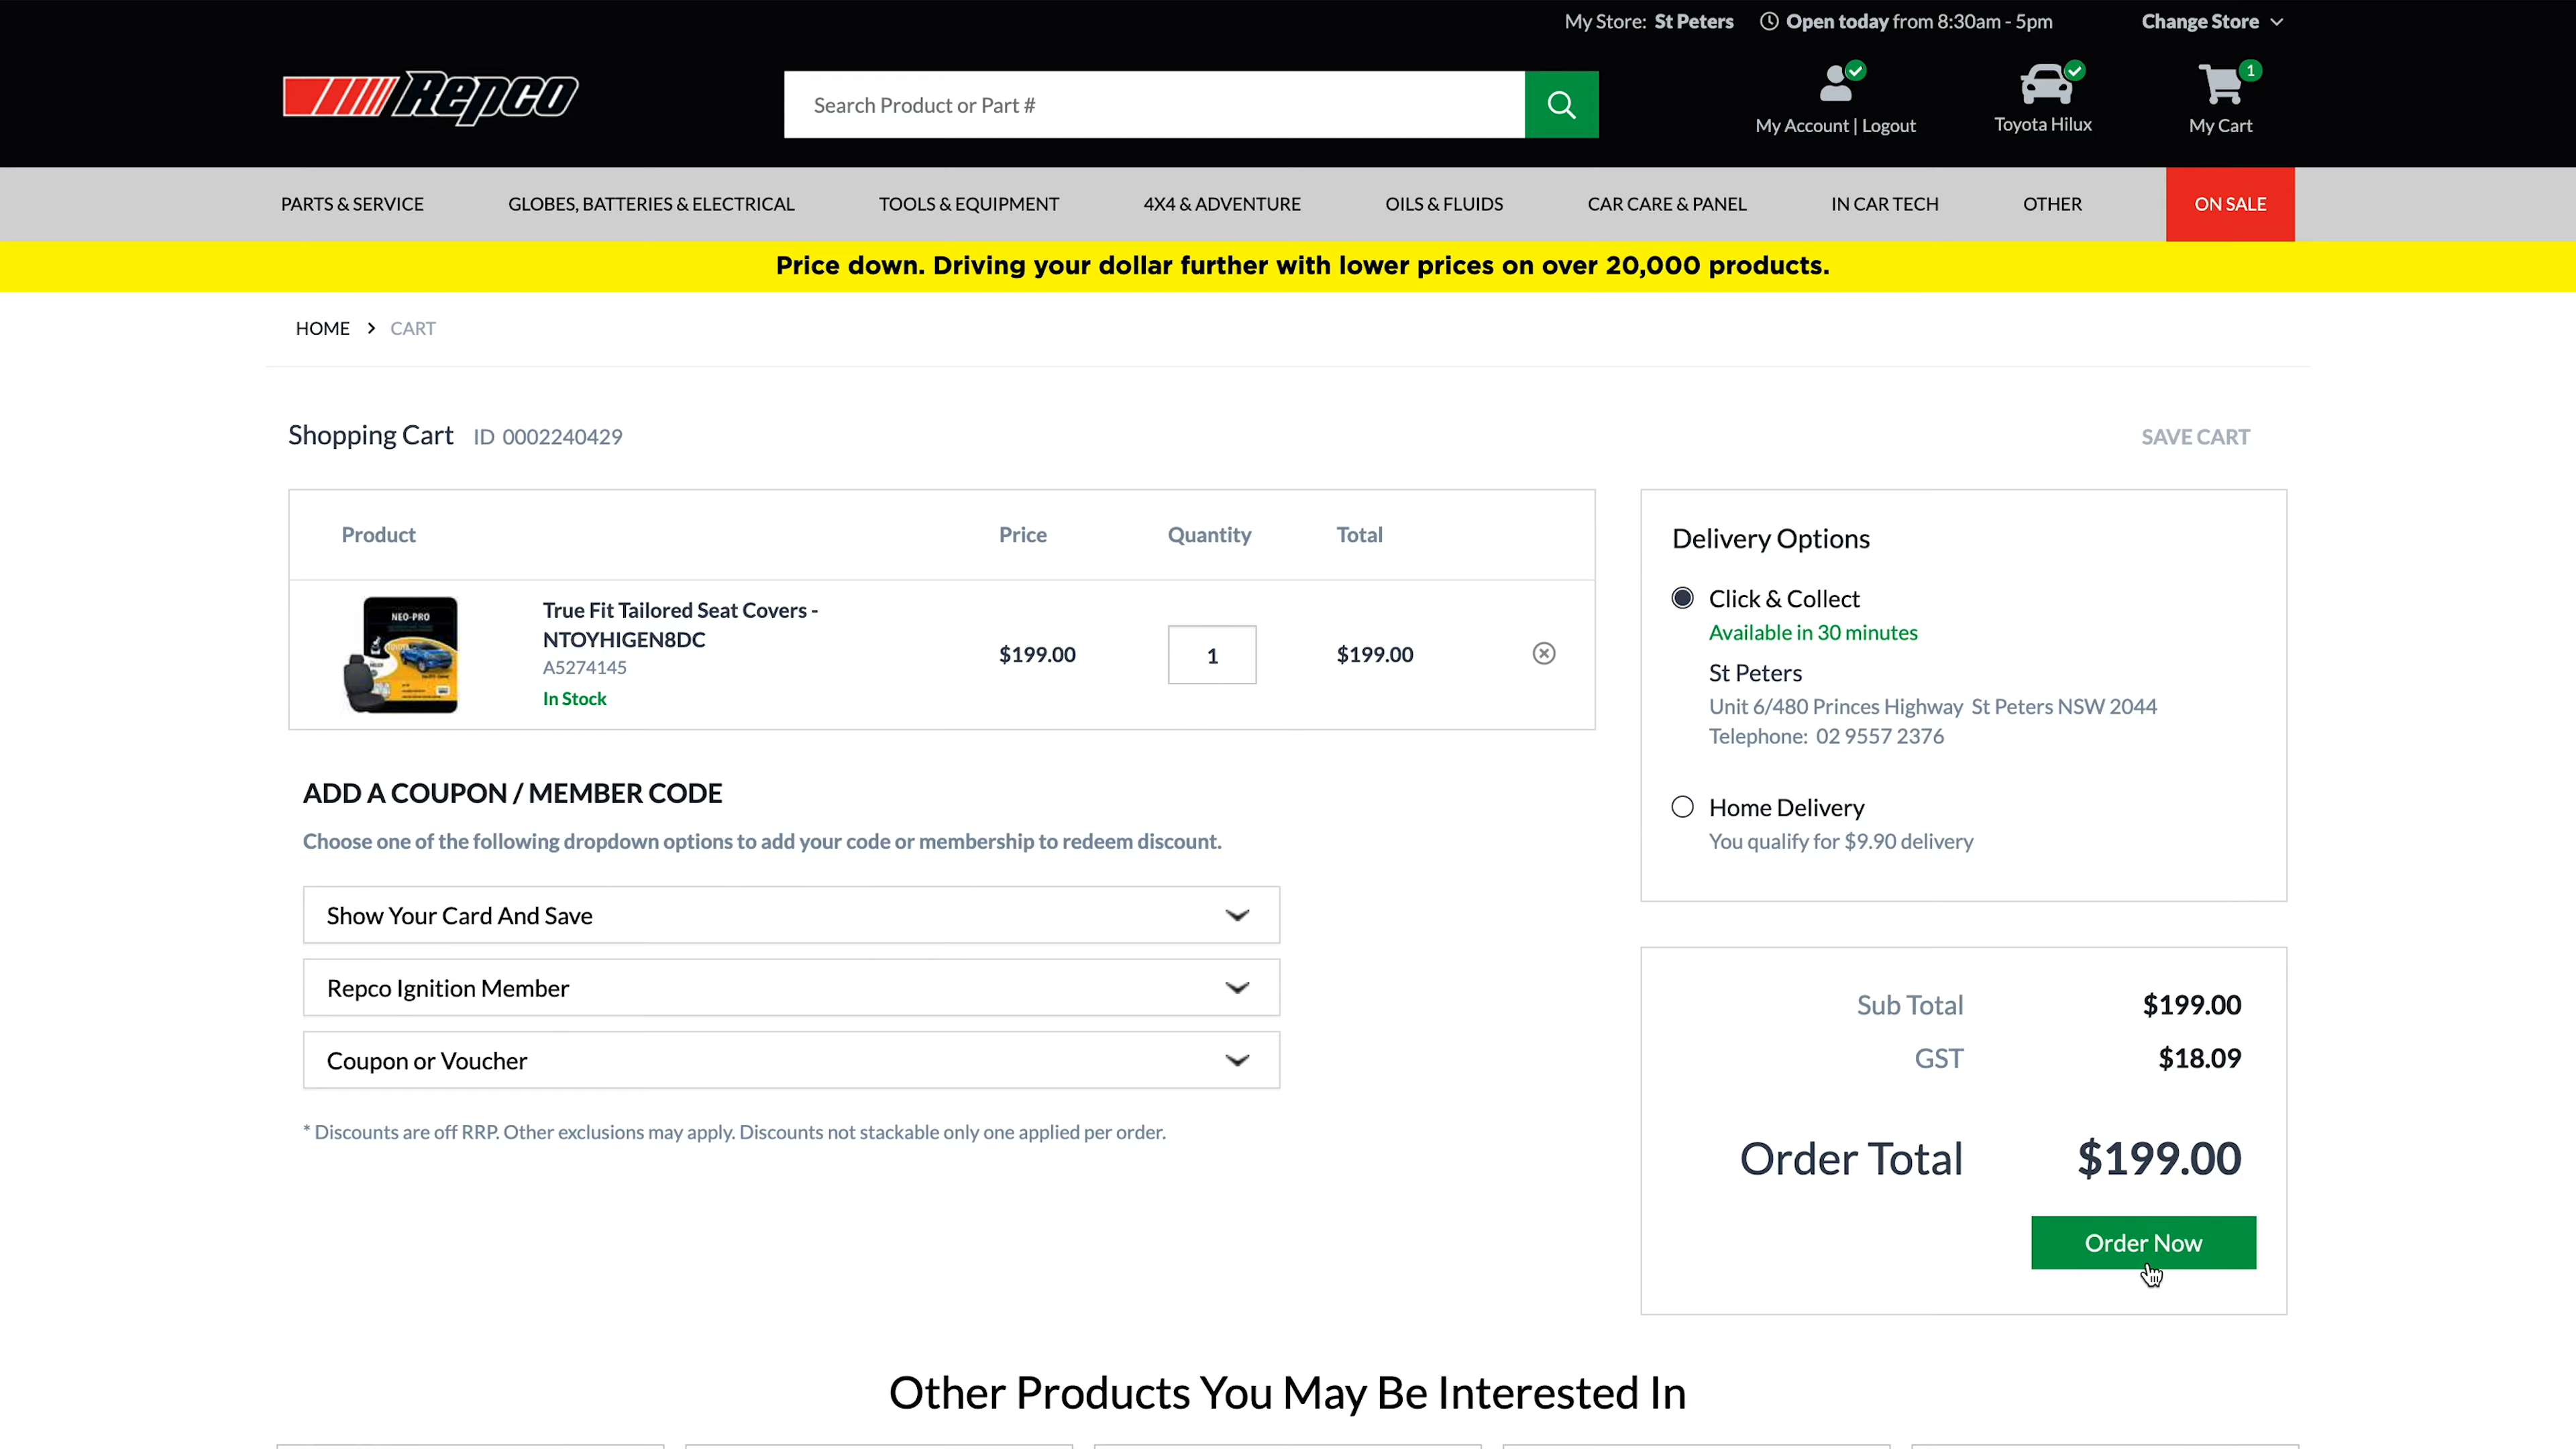 My Store: St Peters Open today from 8:30am - 5pm Change Store
Repco
Search Product or Part #
My Account | Logout
Toyota Hilux
1
My Cart
PARTS & SERVICE GLOBES, BATTERIES & ELECTRICAL TOOLS & EQUIPMENT 4X4 & ADVENTURE OILS & FLUIDS CAR CARE & PANEL IN CAR TECH OTHER ON SALE
Price down. Driving your dollar further with lower prices on over 20,000 products.
HOME > CART
Shopping Cart ID 0002240429
SAVE CART
Product Price Quantity Total
NEO-PRO
True Fit Tailored Seat Covers -
NTOYHIGEN8DC
A5274145
In Stock
$199.00 1 $199.00
ADD A COUPON / MEMBER CODE
Choose one of the following dropdown options to add your code or membership to redeem discount.
Show Your Card And Save
Repco Ignition Member
Coupon or Voucher
* Discounts are off RRP. Other exclusions may apply. Discounts not stackable only one applied per order.
Delivery Options
Click & Collect
Available in 30 minutes
St Peters
Unit 6/480 Princes Highway St Peters NSW 2044
Telephone: 02 9557 2376
Home Delivery
You qualify for $9.90 delivery
Sub Total $199.00
GST $18.09
Order Total $199.00
Order Now
Other Products You May Be Interested In